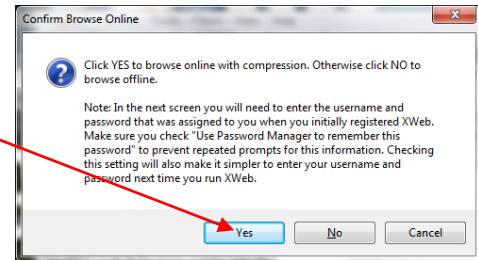 Confirm Browse Online
Click YES to browse online with compression. Otherwise click NO to
browse offline.
Note: In the next screen you will need to enter the username and
password that was assigned to you when you initially registered XWeb.
Make sure you check "Use Password Manager to remember this
password" to prevent repeated prompts for this information. Checking
this setting will also make it simpler to enter your username and
password next time you run XWeb.
Yes No Cancel